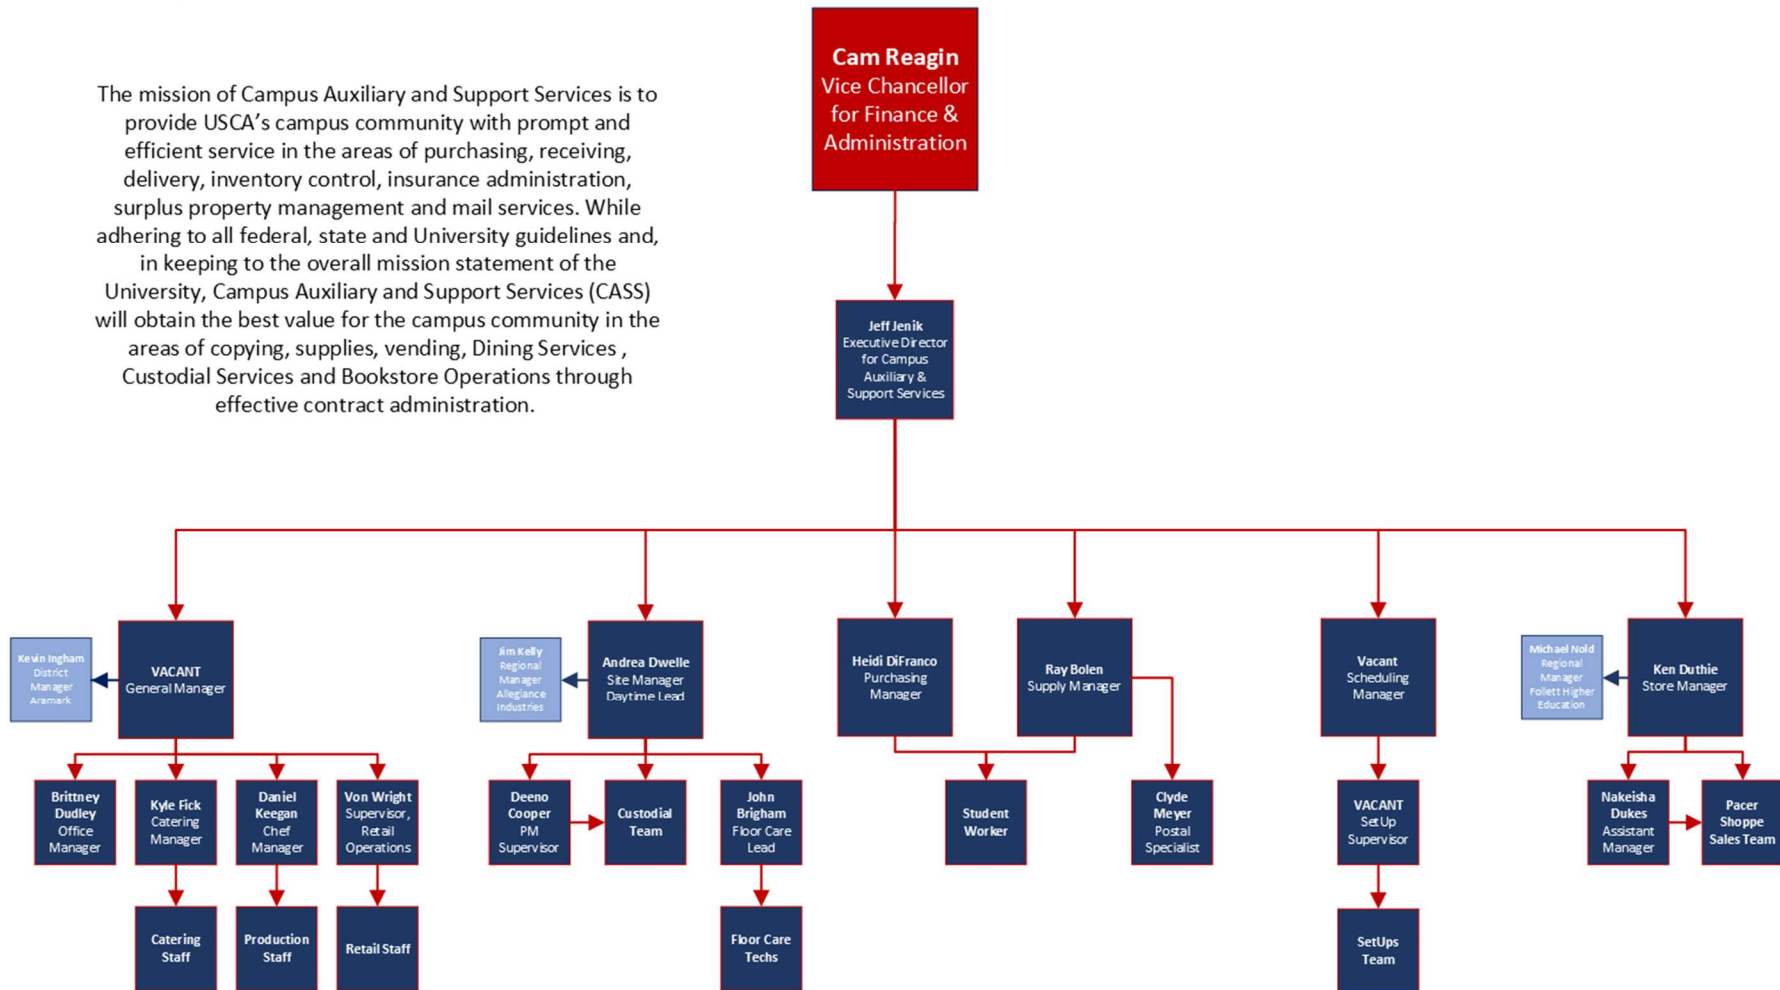 Cam Reagin
Vice Chancellor
for Finance &
Administration
The mission of Campus Auxiliary and Support Services is to
provide USCA's campus community with prompt and
efficient service in the areas of purchasing, receiving,
delivery, inventory control, insurance administration,
surplus property management and mail services. While
adhering to all federal, state and University guidelines and,
in keeping to the overall mission statement of the
University, Campus Auxiliary and Support Services (CASS)
will obtain the best value for the campus community in the
areas of copying, supplies, vending, Dining Services ,
Custodial Services and Bookstore Operations through
effective contract administration.
Jeff Jenik
Executive Director
for Campus
Auxiliary &
Support Services
Kevin Ingham
District
Manager
Aramark
VACANT
General Manager
Jim Kelly
Regional
Manager
Allegiance
Industries
Andrea Dwelle
Site Manager
Daytime Lead
Heidi DiFranco
Purchasing
Manager
Ray Bolen
Supply Manager
Vacant
Scheduling
Manager
Michael Nold
Regional
Manager
Follett Higher
Education
Ken Duthie
Store Manager
Brittney
Dudley
Office
Manager
Kyle Fick
Catering
Manager
Daniel
Keegan
Chef
Manager
Von Wright
Supervisor,
Retail
Operations
Deeno
Cooper
PM
Supervisor
Custodial
Team
John
Brigham
Floor Care
Lead
Student
Worker
Clyde
Meyer
Postal
Specialist
VACANT
SetUp
Supervisor
Nakeisha
Dukes
Assistant
Manager
Pacer
Shoppe
Sales Team
Catering
Staff
Production
Staff
Retail Staff
Floor Care
Techs
SetUps
Team